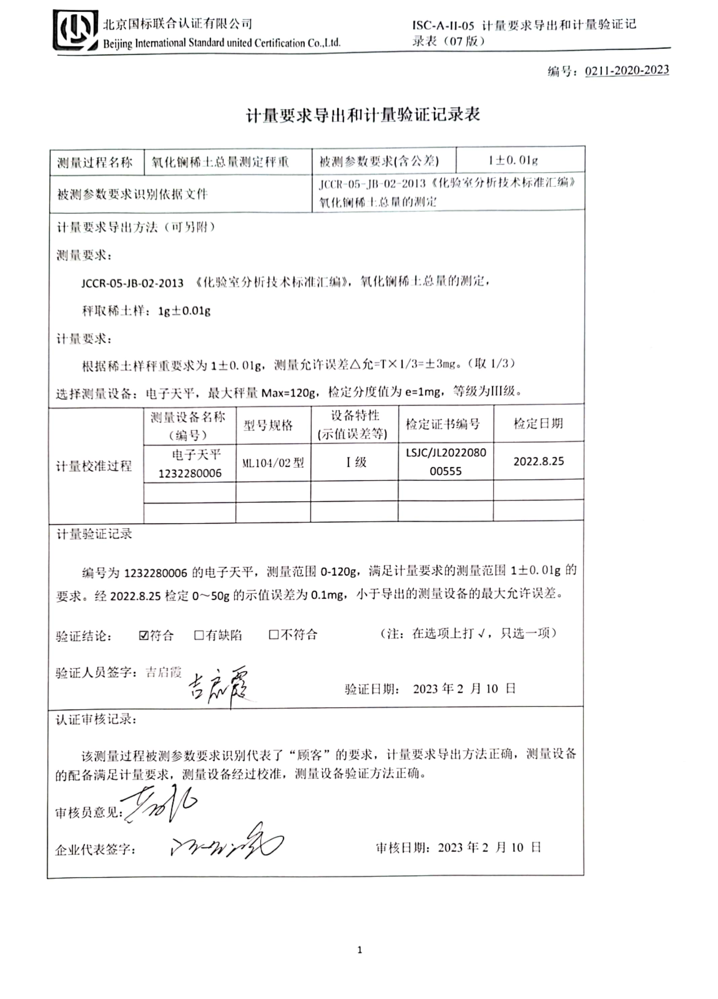 北京国标联合认证有限公司
Beijing International Standard united Certification Co.,Ltd.
ISC-A-II-05 计量要求导出和计量验证记
录表（07 版）
编号：0211-2020-2023
计量要求导出和计量验证记录表
测量过程名称 氧化镧稀土总量测定秤重 被测参数要求(含公差) 1±0.01g
被测参数要求识别依据文件
JCCR-05-JB-02-2013《化验室分析技术标准汇编》
氧化镧稀土总量的测定
计量要求导出方法（可另附）
测量要求：
JCCR-05-JB-02-2013 《化验室分析技术标准汇编》，氧化镧稀土总量的测定，
秤取稀土样：1g±0.01g
计量要求：
根据稀土样秤重要求为 1±0.01g，测量允许误差△允=T×1/3=±3mg。（取 1/3）
选择测量设备：电子天平，最大秤量 Max=120g，检定分度值为 e=1mg，等级为III级。
计量校准过程
测量设备名称
（编号）
型号规格
设备特性
(示值误差等)
检定证书编号
检定日期
电子天平
1232280006
ML104/02 型
I 级
LSJC/JL2022080
00555
2022.8.25
计量验证记录
编号为 1232280006 的电子天平，测量范围 0-120g，满足计量要求的测量范围 1±0.01g 的
要求。经 2022.8.25 检定 0～50g 的示值误差为 0.1mg，小于导出的测量设备的最大允许误差。
验证结论： ☑符合 □有缺陷 □不符合 （注：在选项上打 √，只选一项）
验证人员签字：吉启霞 吉启霞
验证日期： 2023 年 2 月 10 日
认证审核记录：
该测量过程被测参数要求识别代表了“顾客”的要求，计量要求导出方法正确，测量设备
的配备满足计量要求，测量设备经过校准，测量设备验证方法正确。
审核员意见：
企业代表签字：
审核日期：2023 年 2 月 10 日
1